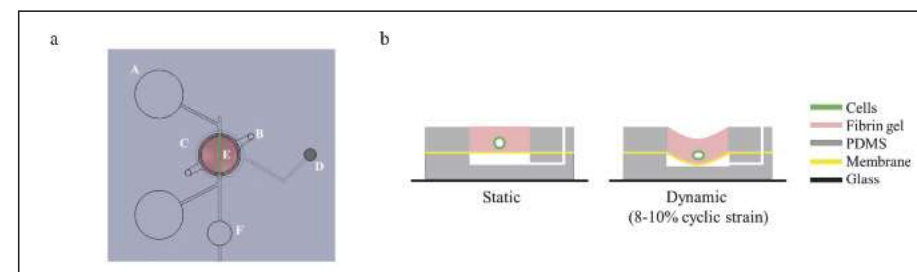 a
b
A
B
C
E
D
F
Static
Dynamic
(8-10% cyclic strain)
Cells
Fibrin gel
PDMS
Membrane
Glass